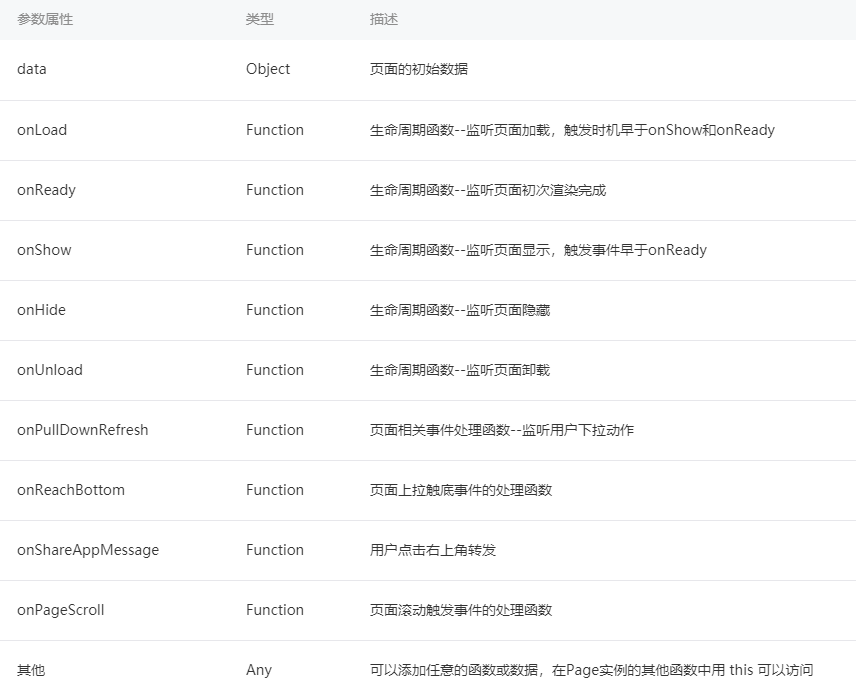 参数属性 类型 描述
data Object 页面的初始数据
onLoad Function 生命周期函数--监听页面加载，触发时机早于onShow和onReady
onReady Function 生命周期函数--监听页面初次渲染完成
onShow Function 生命周期函数--监听页面显示，触发事件早于onReady
onHide Function 生命周期函数--监听页面隐藏
onUnload Function 生命周期函数--监听页面卸载
onPullDownRefresh Function 页面相关事件处理函数--监听用户下拉动作
onReachBottom Function 页面上拉触底事件的处理函数
onShareAppMessage Function 用户点击右上角转发
onPageScroll Function 页面滚动触发事件的处理函数
其他 Any 可以添加任意的函数或数据，在Page实例的其他函数中用 this 可以访问